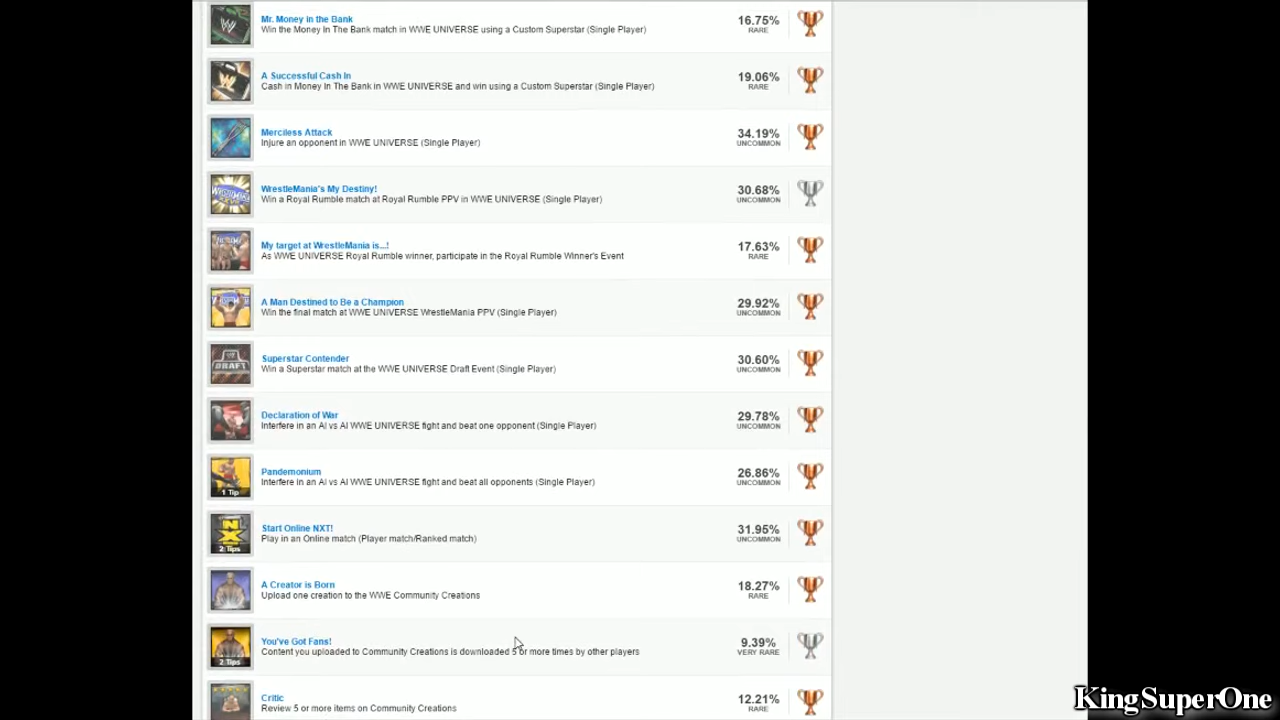 Mr. Money in the Bank
Win the Money In The Bank match in WWE UNIVERSE using a Custom Superstar (Single Player)
16.75%
RARE
A Successful Cash In
Cash in Money In The Bank in WWE UNIVERSE and win using a Custom Superstar (Single Player)
19.06%
RARE
Merciless Attack
Injure an opponent in WWE UNIVERSE (Single Player)
34.19%
UNCOMMON
WrestleMania's My Destiny!
Win a Royal Rumble match at Royal Rumble PPV in WWE UNIVERSE (Single Player)
30.68%
UNCOMMON
My target at WrestleMania is...!
As WWE UNIVERSE Royal Rumble winner, participate in the Royal Rumble Winner's Event
17.63%
RARE
A Man Destined to Be a Champion
Win the final match at WWE UNIVERSE WrestleMania PPV (Single Player)
29.92%
UNCOMMON
DRAFT
Superstar Contender
Win a Superstar match at the WWE UNIVERSE Draft Event (Single Player)
30.60%
UNCOMMON
Declaration of War
Interfere in an AI vs AI WWE UNIVERSE fight and beat one opponent (Single Player)
29.78%
UNCOMMON
1 Tip
Pandemonium
Interfere in an AI vs AI WWE UNIVERSE fight and beat all opponents (Single Player)
26.86%
UNCOMMON
2 Tips
Start Online NXT!
Play in an Online match (Player match/Ranked match)
31.95%
UNCOMMON
A Creator is Born
Upload one creation to the WWE Community Creations
18.27%
RARE
2 Tips
You've Got Fans!
Content you uploaded to Community Creations is downloaded 5 or more times by other players
9.39%
VERY RARE
Critic
Review 5 or more items on Community Creations
12.21%
RARE
KingSuperOne